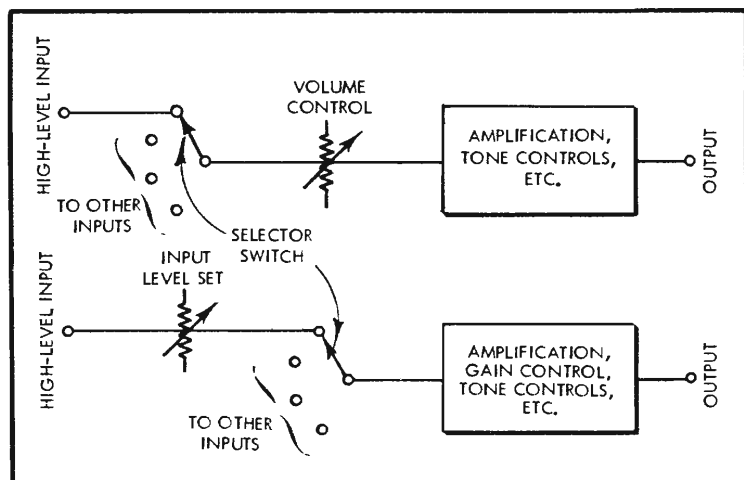 HIGH-LEVEL INPUT
VOLUME
CONTROL
AMPLIFICATION,
TONE CONTROLS,
ETC.
OUTPUT
TO OTHER
INPUTS
SELECTOR
SWITCH
HIGH-LEVEL INPUT
INPUT
LEVEL SET
AMPLIFICATION,
GAIN CONTROL,
TONE CONTROLS,
ETC.
OUTPUT
TO OTHER
INPUTS